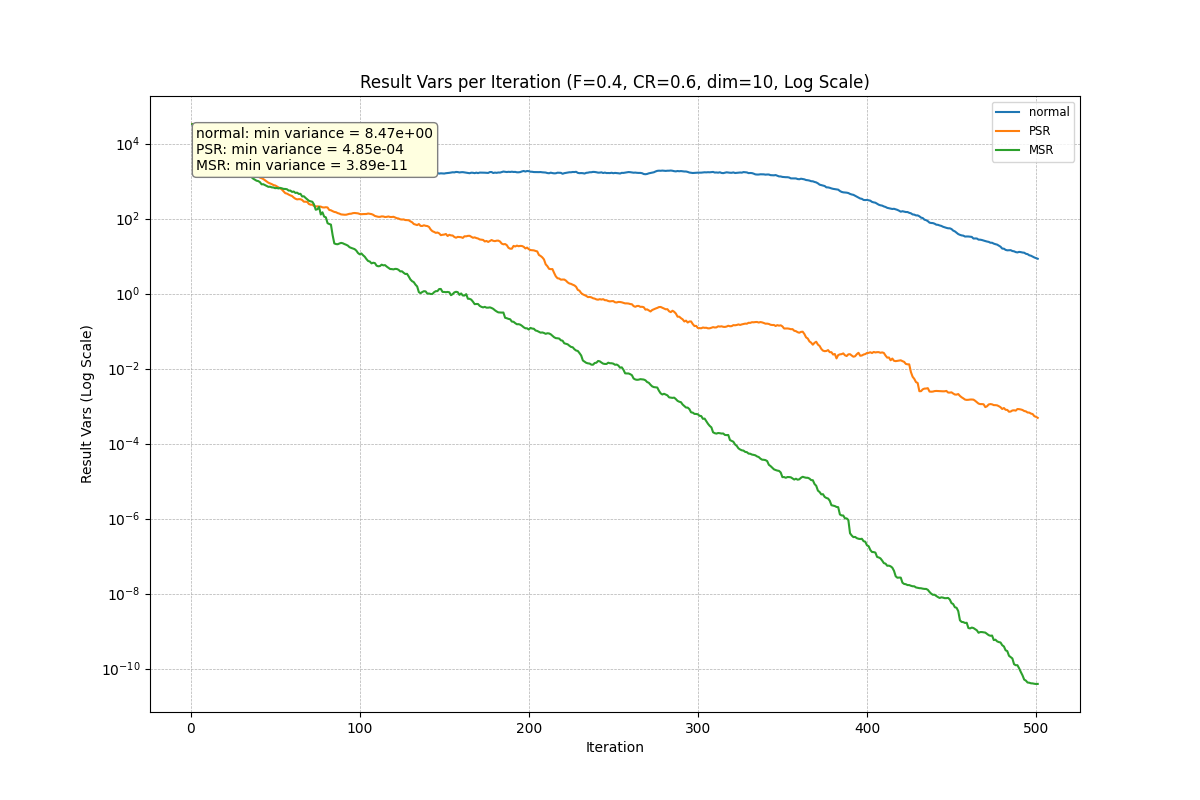 Result Vars per Iteration (F=0.4, CR=0.6, dim=10, Log Scale)
normal: min variance = 8.47e+00
PSR: min variance = 4.85e-04
MSR: min variance = 3.89e-11
normal
PSR
MSR
Result Vars (Log Scale)
10⁴
10²
10⁰
10⁻²
10⁻⁴
10⁻⁶
10⁻⁸
10⁻¹⁰
0 100 200 300 400 500
Iteration